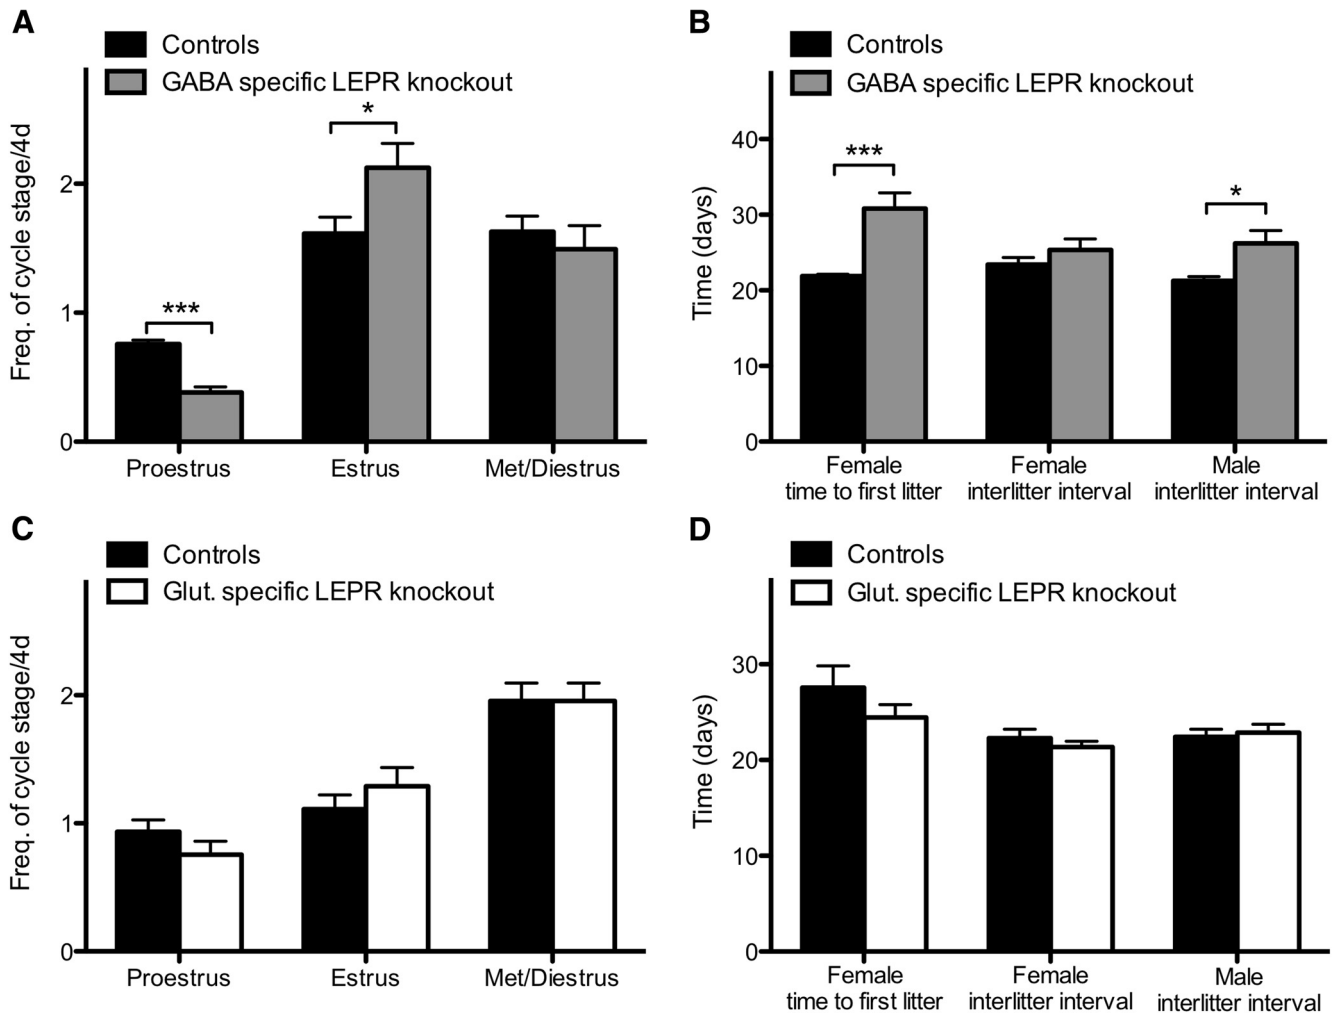 A
Controls
GABA specific LEPR knockout
Freq. of cycle stage/4d
2
1
0
***
*
Proestrus
Estrus
Met/Diestrus
B
Controls
GABA specific LEPR knockout
Time (days)
40
30
20
10
0
***
*
Female
time to first litter
Female
interlitter interval
Male
interlitter interval
C
Controls
Glut. specific LEPR knockout
Freq. of cycle stage/4d
2
1
0
Proestrus
Estrus
Met/Diestrus
D
Controls
Glut. specific LEPR knockout
Time (days)
30
20
10
0
Female
time to first litter
Female
interlitter interval
Male
interlitter interval